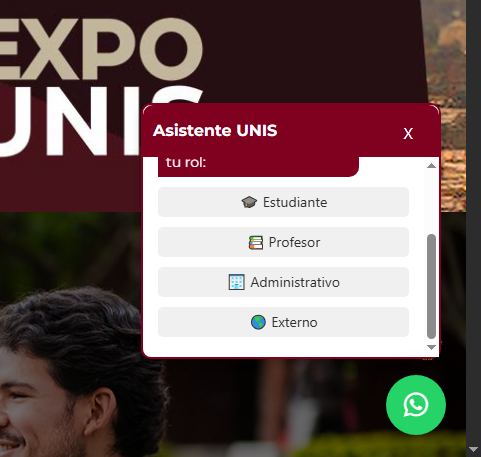 EXPO
UNIS
Asistente UNIS
X
tu rol:
🎓 Estudiante
📚 Profesor
🏢 Administrativo
🌎 Externo